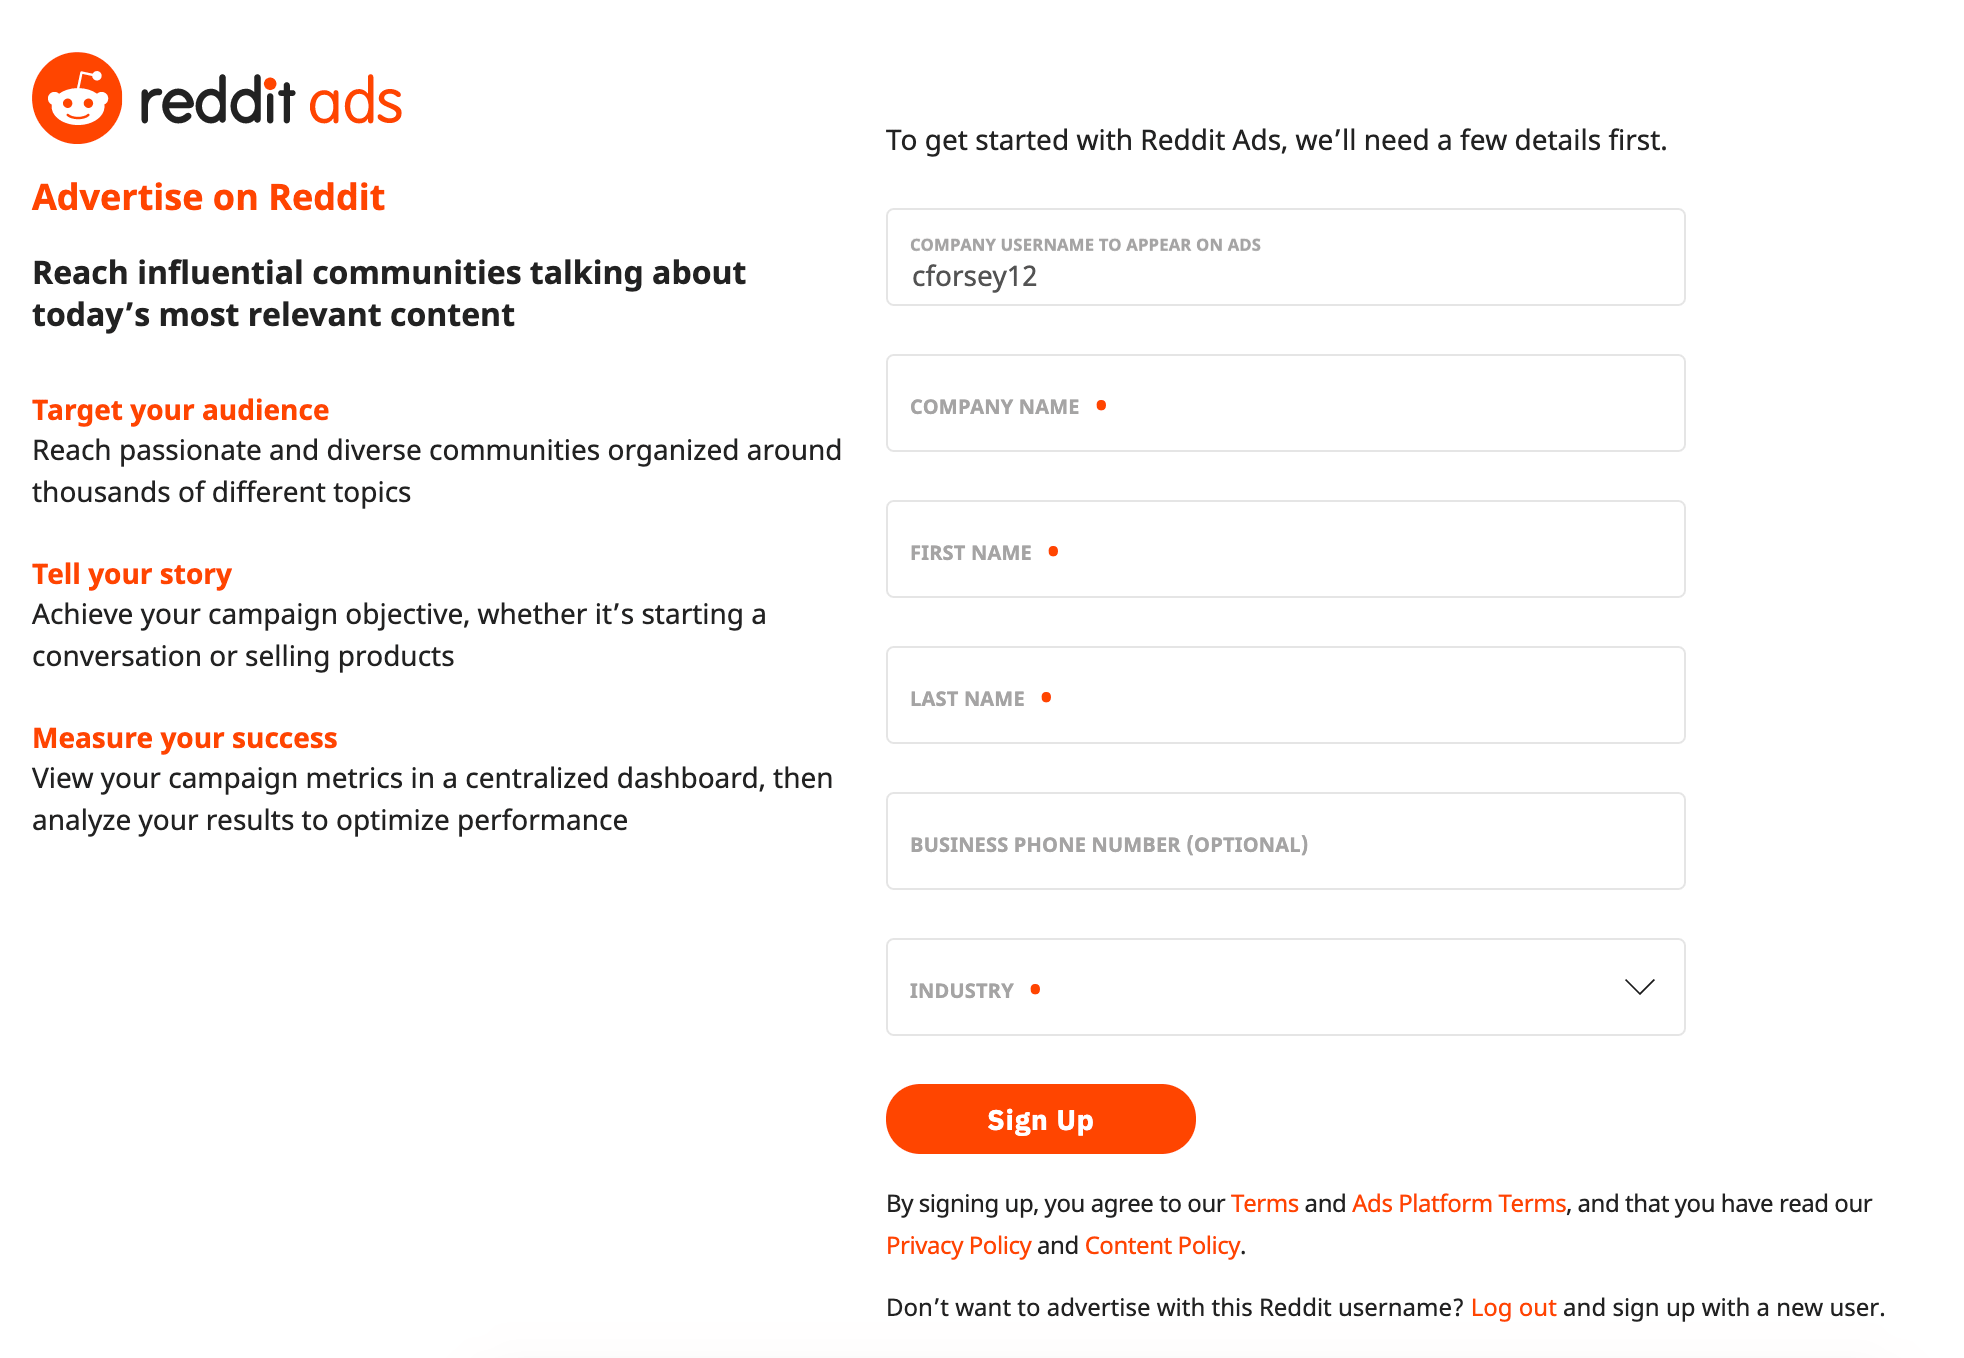 reddit ads
Advertise on Reddit
Reach influential communities talking about
today’s most relevant content
Target your audience
Reach passionate and diverse communities organized around
thousands of different topics
Tell your story
Achieve your campaign objective, whether it’s starting a
conversation or selling products
Measure your success
View your campaign metrics in a centralized dashboard, then
analyze your results to optimize performance
To get started with Reddit Ads, we’ll need a few details first.
COMPANY USERNAME TO APPEAR ON ADS
cforsey12
COMPANY NAME
FIRST NAME
LAST NAME
BUSINESS PHONE NUMBER (OPTIONAL)
INDUSTRY
Sign Up
By signing up, you agree to our Terms and Ads Platform Terms, and that you have read our
Privacy Policy and Content Policy.
Don’t want to advertise with this Reddit username? Log out and sign up with a new user.